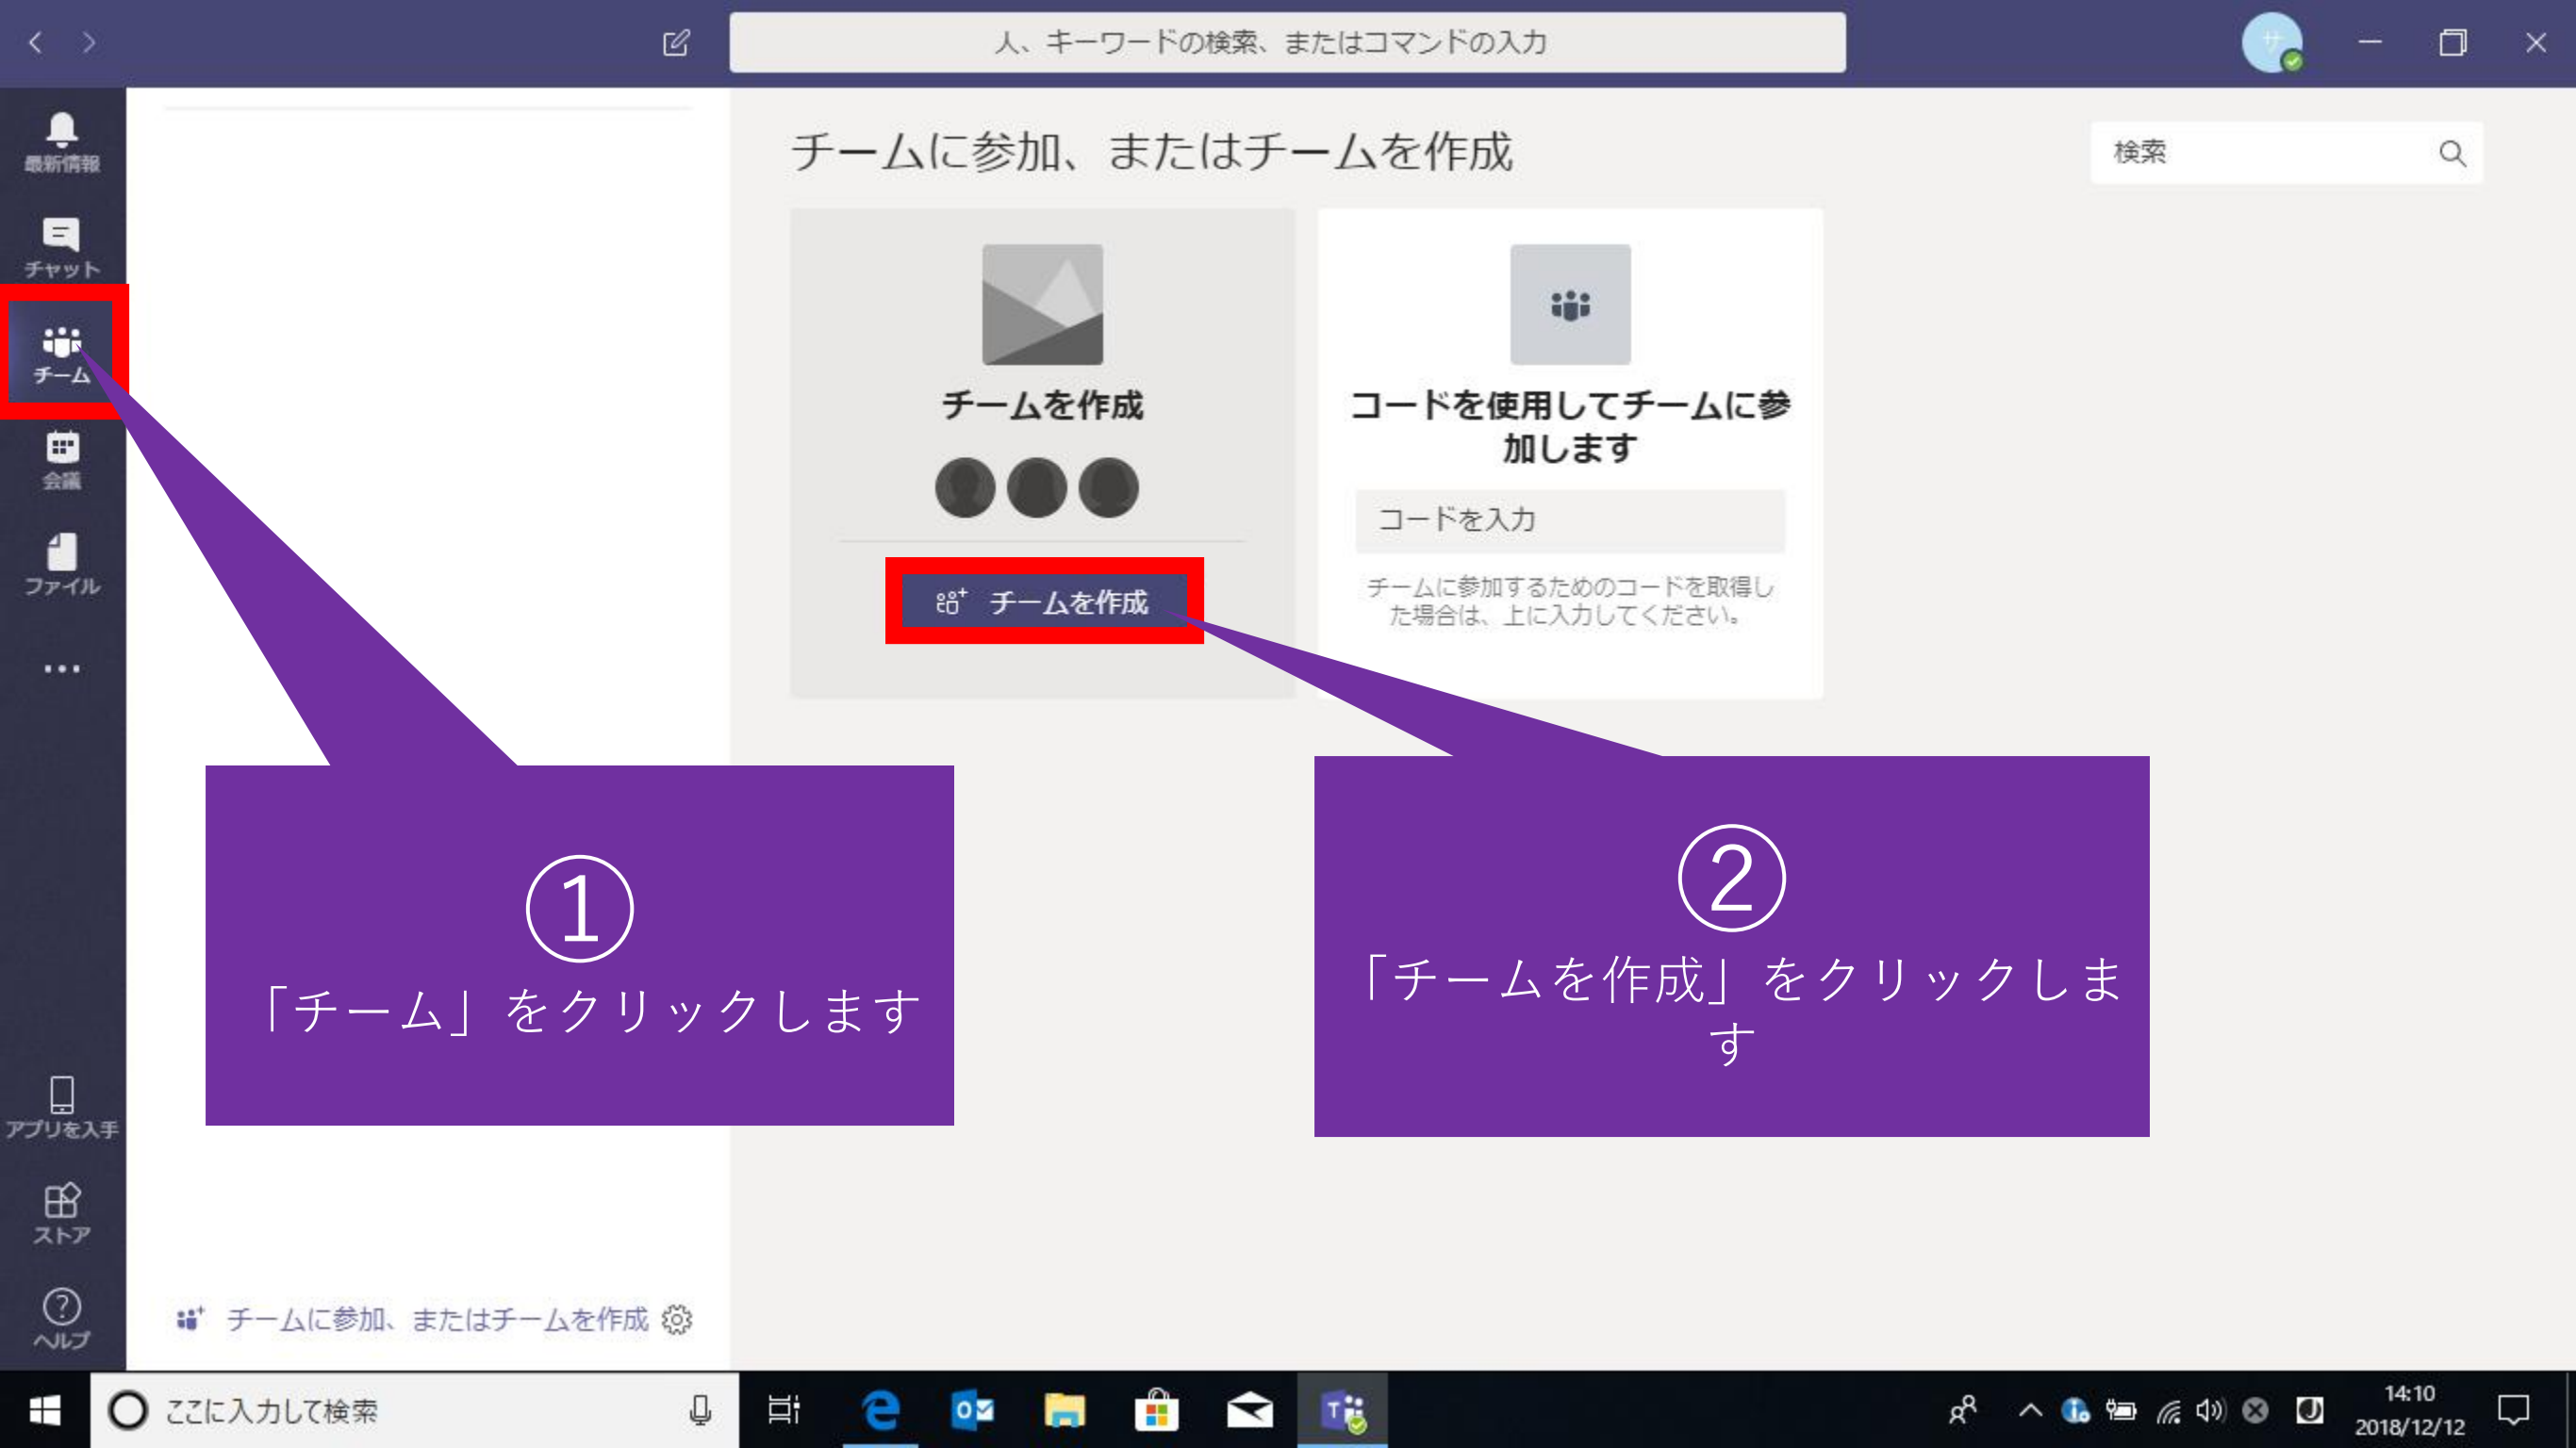 人、キーワードの検索、またはコマンドの入力
サ
最新情報
チャット
チーム
会議
ファイル
チームに参加、またはチームを作成
検索
チームを作成
チームを作成
コードを使用してチームに参
加します
コードを入力
チームに参加するためのコードを取得し
た場合は、上に入力してください。
①
「チーム」をクリックします
②
「チームを作成」をクリックしま
す
アプリを入手
ストア
ヘルプ
チームに参加、またはチームを作成
ここに入力して検索
14:10
2018/12/12